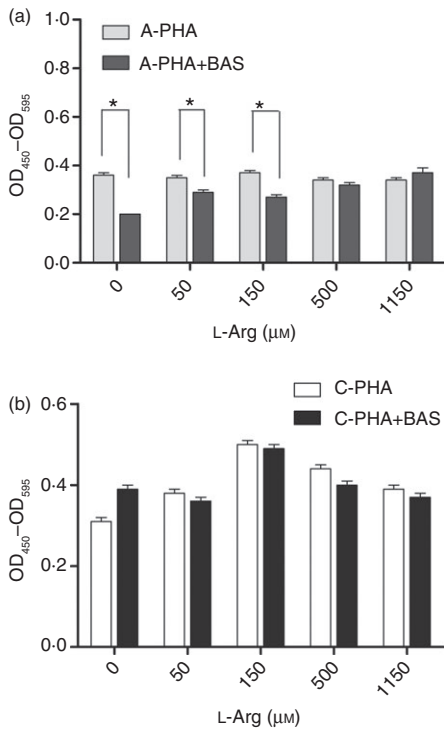 (a)
A-PHA
A-PHA+BAS
1·0
0·8
0·6
0·4
0·2
0·0
OD450–OD595
* * *
0 50 150 500 1150
L-Arg (μM)
(b)
C-PHA
C-PHA+BAS
0·6
0·4
0·2
0·0
OD450–OD595
0 50 150 500 1150
L-Arg (μM)